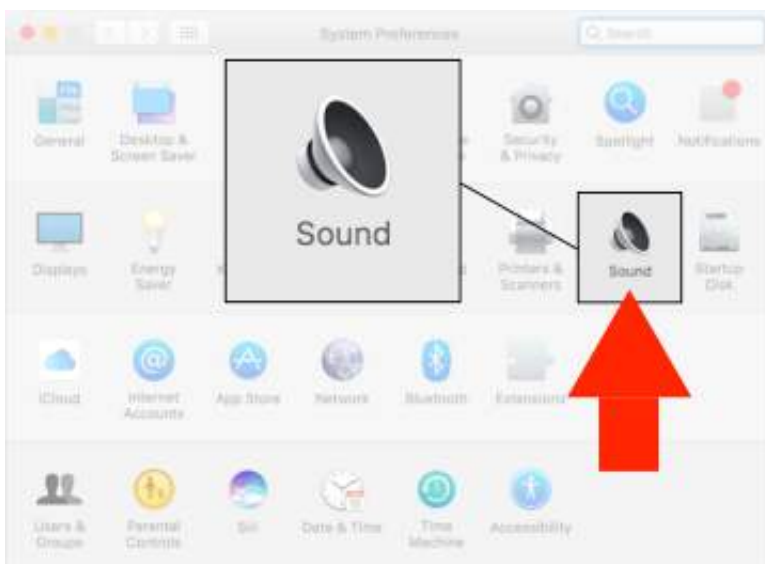 System Preferences
Search
General
Desktop &
Screen Saver
Sound
Security
& Privacy
Spotlight
Notifications
Displays
Energy
Saver
Printers &
Scanners
Sound
Startup
Disk
iCloud
Internet
Accounts
App Store
Network
Bluetooth
Extensions
Users &
Groups
Parental
Controls
Siri
Date & Time
Time
Machine
Accessibility